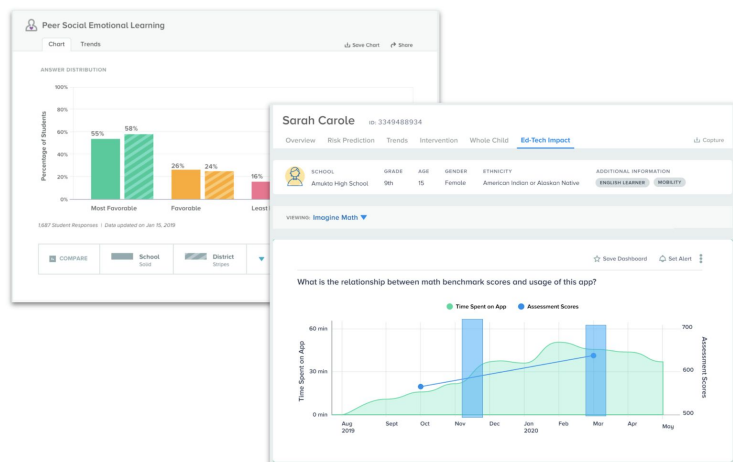 Peer Social Emotional Learning
Chart Trends Save Chart Share
ANSWER DISTRIBUTION
Percentage of Students
100%
80%
60%
40%
20%
0%
55% 58% 26% 24% 16%
Most Favorable Favorable Least
1,687 Student Responses | Data updated on Jan 15, 2019
COMPARE School Solid District Stripes
Sarah Carole ID: 3349488934
Overview Risk Prediction Trends Intervention Whole Child Ed-Tech Impact Capture
SCHOOL GRADE AGE GENDER ETHNICITY ADDITIONAL INFORMATION
Amukta High School 9th 15 Female American Indian or Alaskan Native ENGLISH LEARNER MOBILITY
VIEWING: Imagine Math
Save Dashboard Set Alert
What is the relationship between math benchmark scores and usage of this app?
Time Spent on App Assessment Scores
Time Spent on App
60 min
30 min
0 min
700
600
500
Assessment Scores
Aug Sept Oct Nov Dec Jan Feb Mar Apr May
2019 2020